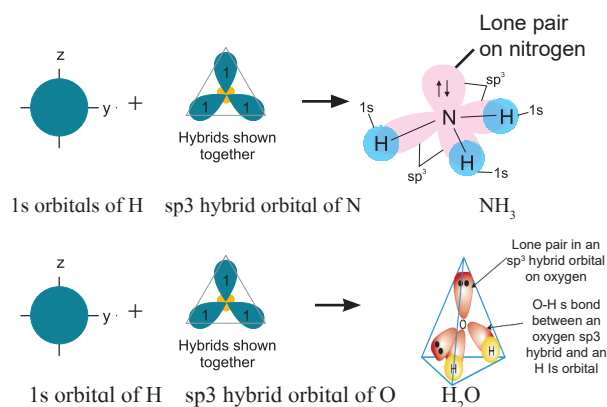 Lone pair
on nitrogen
z
y
+
1
1
1
Hybrids shown
together
sp³
1s
N
H
H
H
1s
sp³
1s
1s orbitals of H
sp3 hybrid orbital of N
NH₃
z
y
+
1
1
1
Hybrids shown
together
Lone pair in an
sp³ hybrid orbital
on oxygen
O-H s bond
between an
oxygen sp3
hybrid and an
H Is orbital
O
H
H
1s orbital of H
sp3 hybrid orbital of O
H₂O